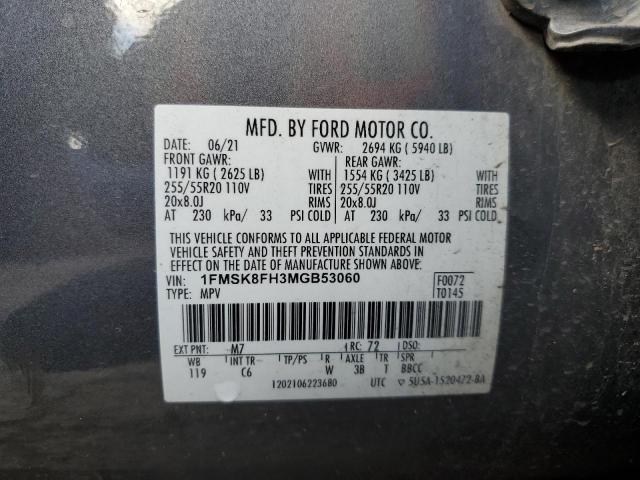 MFD. BY FORD MOTOR CO.
DATE: 06/21 GVWR: 2694 KG ( 5940 LB)
FRONT GAWR: REAR GAWR:
1191 KG ( 2625 LB) WITH 1554 KG ( 3425 LB) WITH
255/55R20 110V TIRES 255/55R20 110V TIRES
20x8.0J RIMS 20x8.0J RIMS
AT 230 kPa/ 33 PSI COLD AT 230 kPa/ 33 PSI COLD
THIS VEHICLE CONFORMS TO ALL APPLICABLE FEDERAL MOTOR
VEHICLE SAFETY AND THEFT PREVENTION STANDARDS IN
EFFECT ON THE DATE OF MANUFACTURE SHOWN ABOVE.
VIN: 1FMSK8FH3MGB53060 F0072
TYPE: MPV T0145
EXT PNT: M7 RC: 72 DSO:
WB INT TR TP/PS R AXLE TR SPR
119 C6 W 3B T BBCC
1202106223680 UTC 5USA-1520472-BA